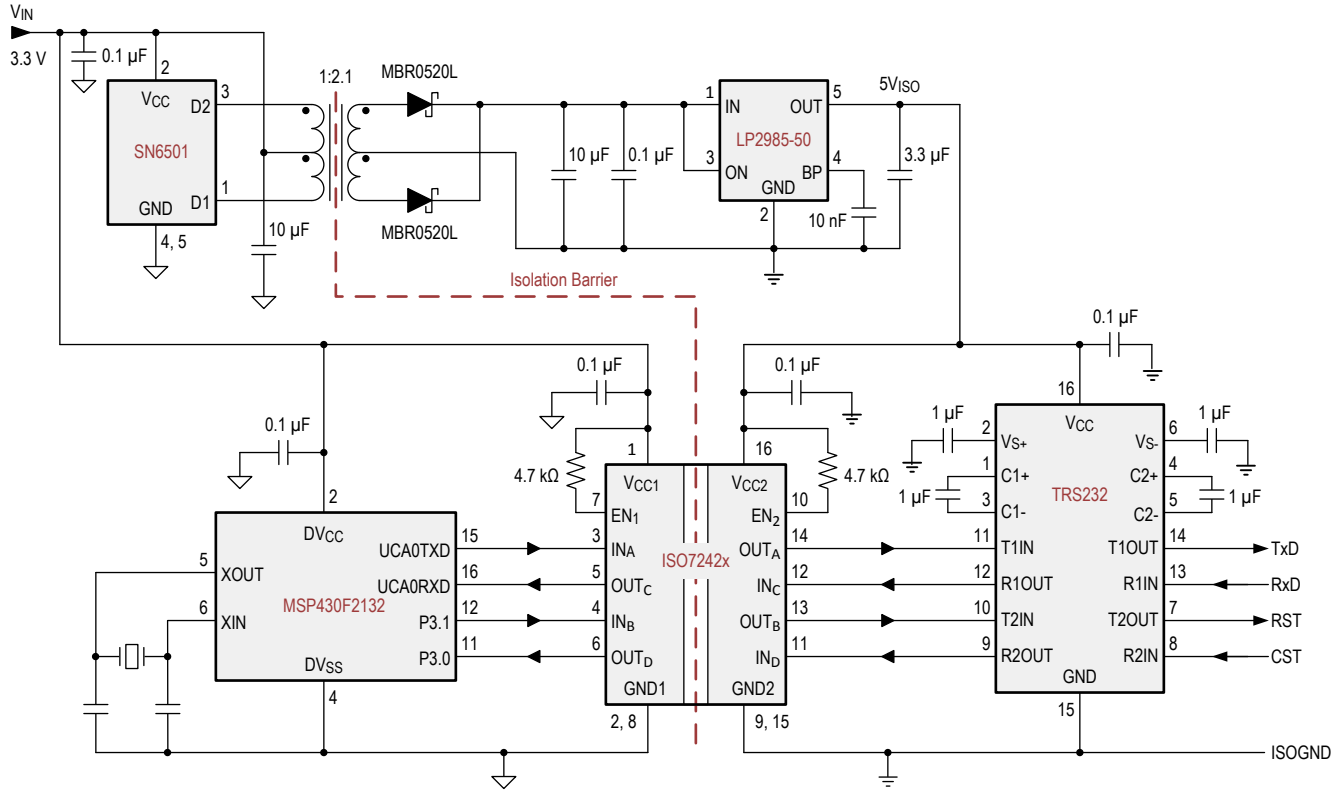 VIN
3.3 V
0.1 µF
2
VCC
D2
3
SN6501
D1
1
GND
4, 5
10 µF
1:2.1
MBR0520L
MBR0520L
10 µF
0.1 µF
1
IN
OUT
5
LP2985-50
3
ON
BP
4
GND
2
10 nF
5VISO
3.3 µF
Isolation Barrier
0.1 µF
0.1 µF
0.1 µF
0.1 µF
4.7 kΩ
4.7 kΩ
2
DVCC
5
XOUT
6
XIN
MSP430F2132
UCA0TXD
15
UCA0RXD
16
P3.1
12
P3.0
11
DVSS
4
1
VCC1
7
EN1
3
INA
5
OUTC
4
INB
6
OUTD
GND1
2, 8
ISO7242x
16
VCC2
10
EN2
14
OUTA
12
INC
13
OUTB
11
IND
GND2
9, 15
16
VCC
1 µF
2
VS+
1
C1+
1 µF
3
C1-
TRS232
VS-
6
1 µF
C2+
4
C2-
5
1 µF
11
T1IN
T1OUT
14
TxD
12
R1OUT
R1IN
13
RxD
10
T2IN
T2OUT
7
RST
9
R2OUT
R2IN
8
CST
GND
15
ISOGND